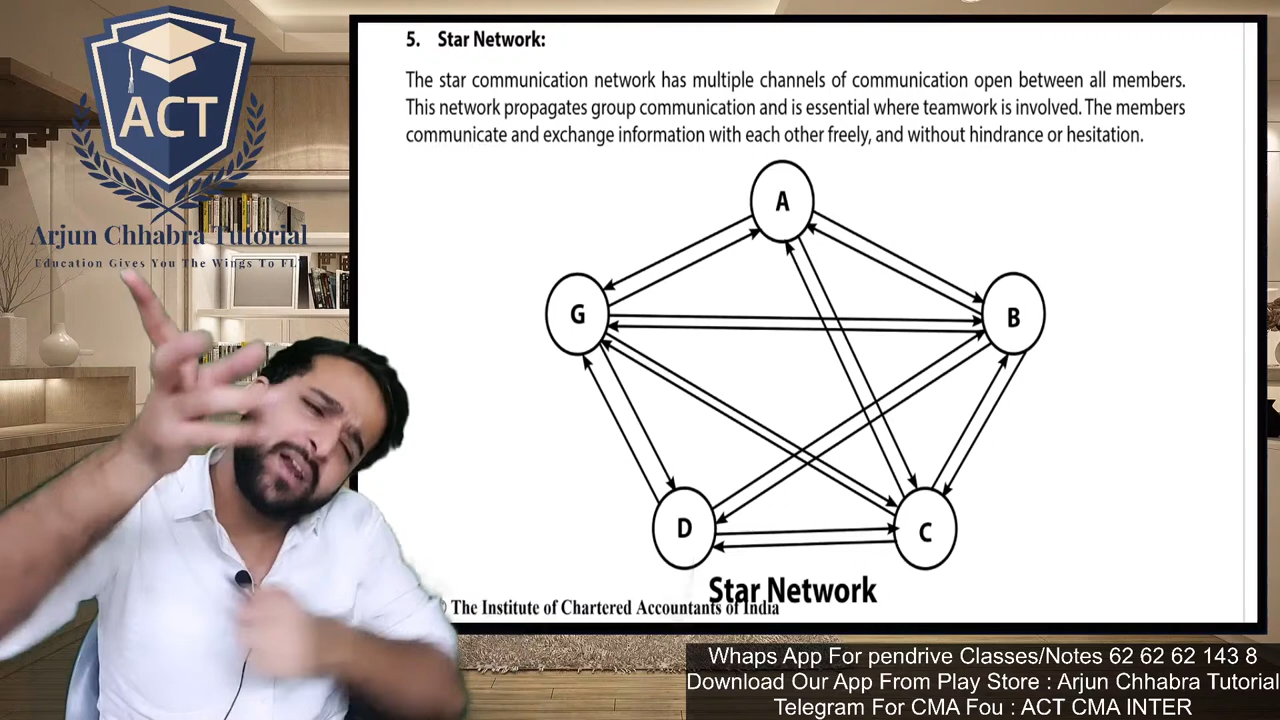 ACT
Arjun Chhabra Tutorial
Education Gives You The Wings To FL
5. Star Network:
The star communication network has multiple channels of communication open between all members.
This network propagates group communication and is essential where teamwork is involved. The members
communicate and exchange information with each other freely, and without hindrance or hesitation.
A
G
B
D
C
Star Network
The Institute of Chartered Accountants of India
Whaps App For pendrive Classes/Notes 62 62 62 143 8
Download Our App From Play Store : Arjun Chhabra Tutorial
Telegram For CMA Fou : ACT CMA INTER